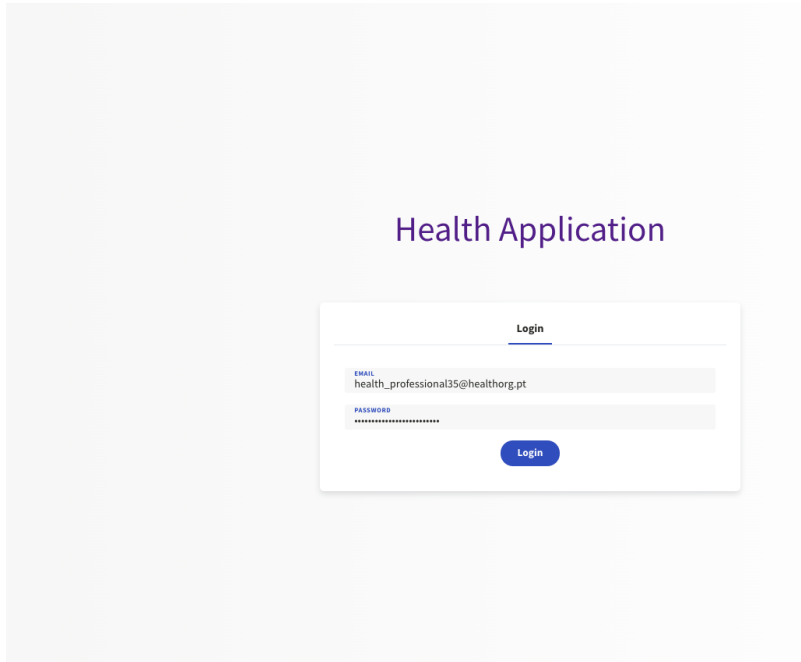 Health Application
Login
EMAIL
health_professional35@healthorg.pt
PASSWORD
•••••••••••••••••••••••••
Login